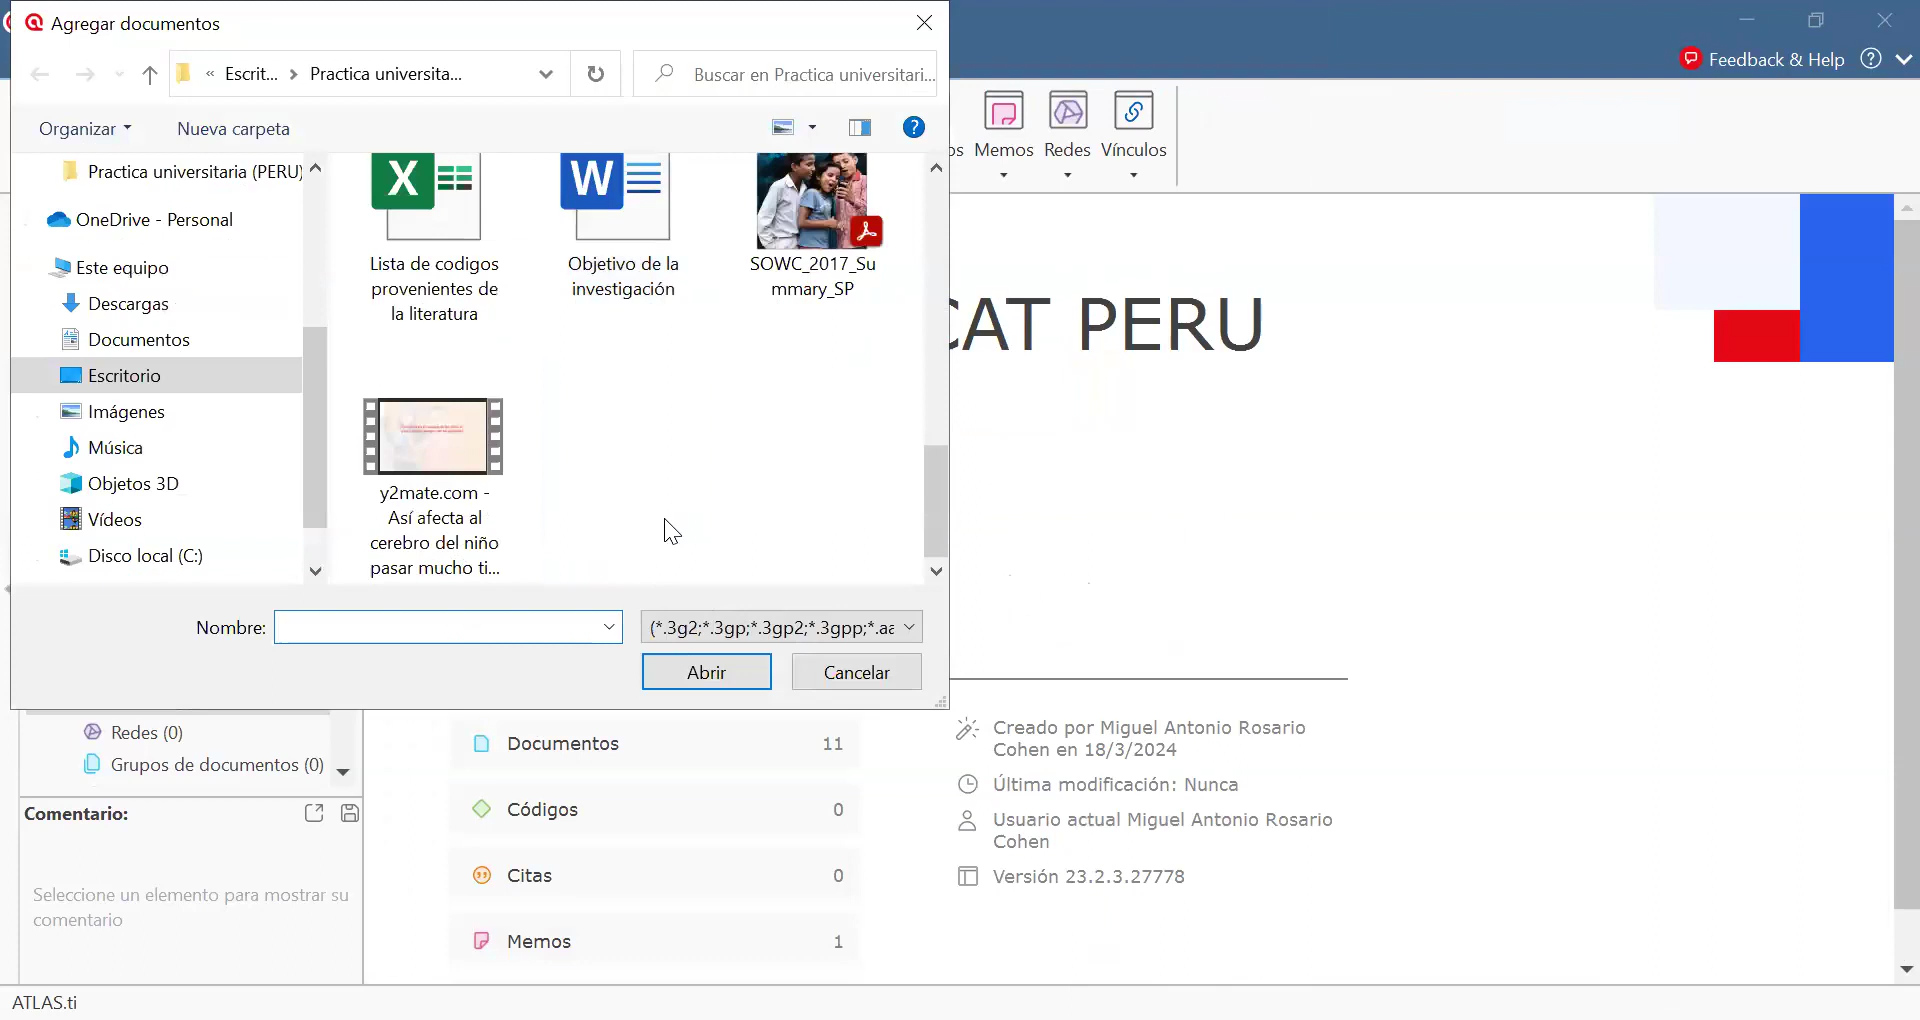 Agregar documentos
« Escrit... > Practica universita...
Buscar en Practica universitari...
Organizar
Nueva carpeta
Practica universitaria (PERU)
OneDrive - Personal
Este equipo
Descargas
Documentos
Escritorio
Imágenes
Música
Objetos 3D
Vídeos
Disco local (C:)
Lista de codigos
provenientes de
la literatura
Objetivo de la
investigación
SOWC_2017_Su
mmary_SP
y2mate.com -
Así afecta al
cerebro del niño
pasar mucho ti...
Nombre:
(*.3g2;*.3gp;*.3gp2;*.3gpp;*.aa
Abrir
Cancelar
Feedback & Help
os
Memos
Redes
Vínculos
CAT PERU
Redes (0)
Grupos de documentos (0)
Comentario:
Seleccione un elemento para mostrar su
comentario
Documentos 11
Códigos 0
Citas 0
Memos 1
Creado por Miguel Antonio Rosario
Cohen en 18/3/2024
Última modificación: Nunca
Usuario actual Miguel Antonio Rosario
Cohen
Versión 23.2.3.27778
ATLAS.ti